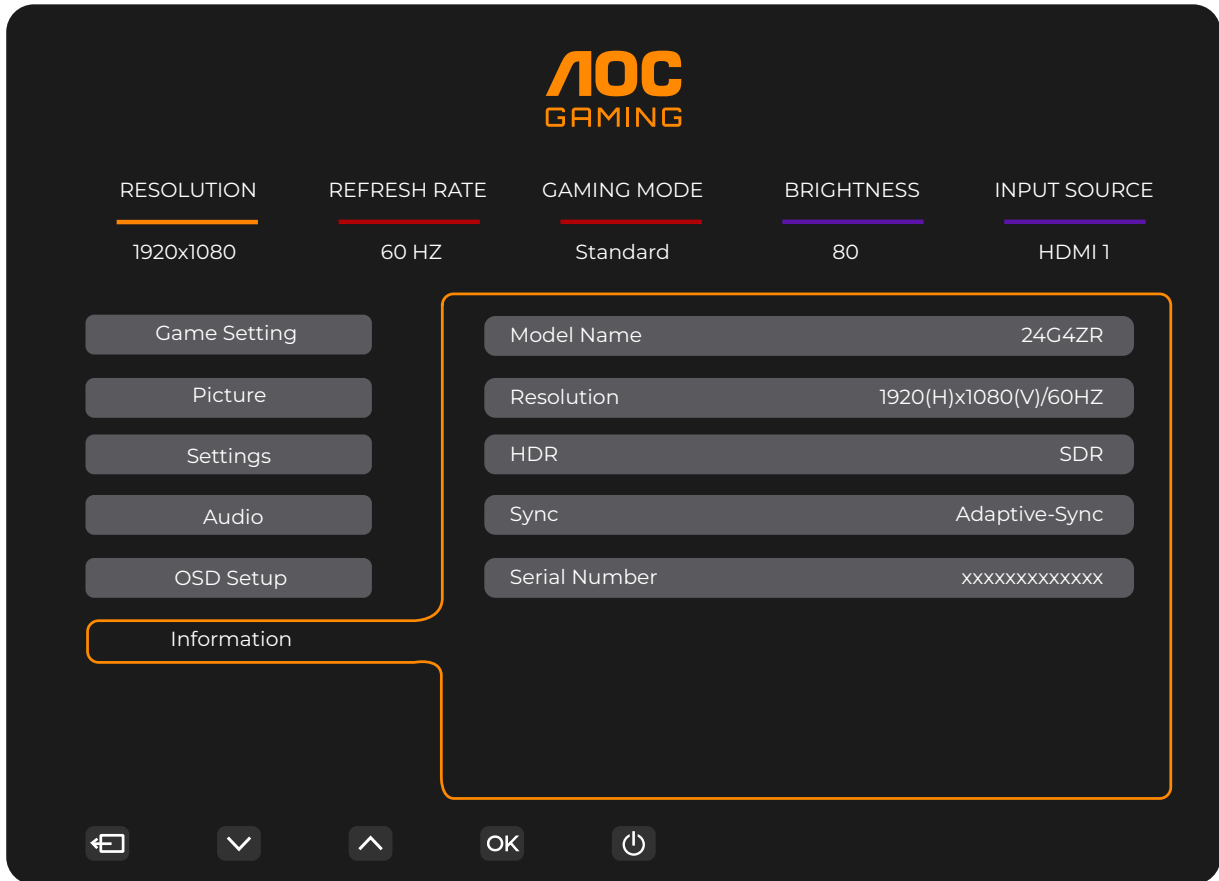 AOC
GAMING
RESOLUTION REFRESH RATE GAMING MODE BRIGHTNESS INPUT SOURCE
1920x1080 60 HZ Standard 80 HDMI 1
Game Setting
Picture
Settings
Audio
OSD Setup
Information
Model Name 24G4ZR
Resolution 1920(H)x1080(V)/60HZ
HDR SDR
Sync Adaptive-Sync
Serial Number xxxxxxxxxxxxx
OK